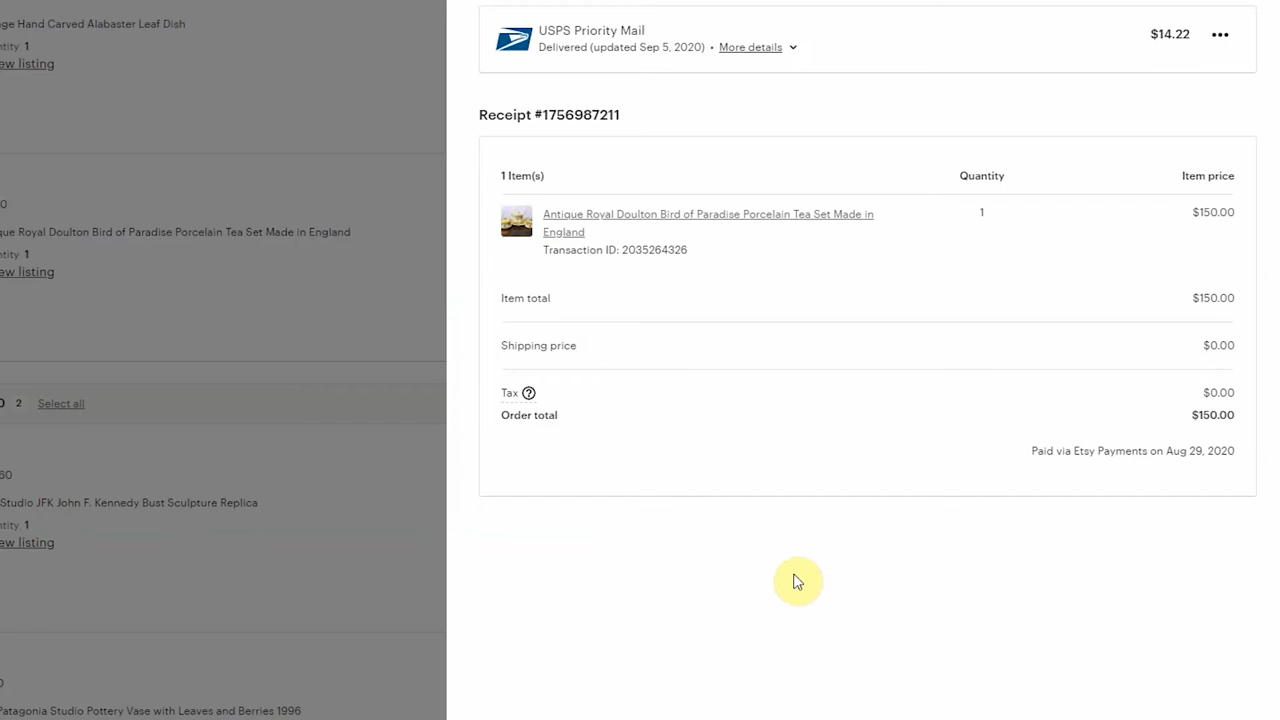 ge Hand Carved Alabaster Leaf Dish
ntity 1
ew listing
0
que Royal Doulton Bird of Paradise Porcelain Tea Set Made in England
ntity 1
ew listing
0 2 Select all
60
Studio JFK John F. Kennedy Bust Sculpture Replica
ntity 1
ew listing
0
Patagonia Studio Pottery Vase with Leaves and Berries 1996
USPS Priority Mail
$14.22
Delivered (updated Sep 5, 2020) • More details
Receipt #1756987211
1 Item(s) Quantity Item price
Antique Royal Doulton Bird of Paradise Porcelain Tea Set Made in 1 $150.00
England
Transaction ID: 2035264326
Item total $150.00
Shipping price $0.00
Tax ? $0.00
Order total $150.00
Paid via Etsy Payments on Aug 29, 2020